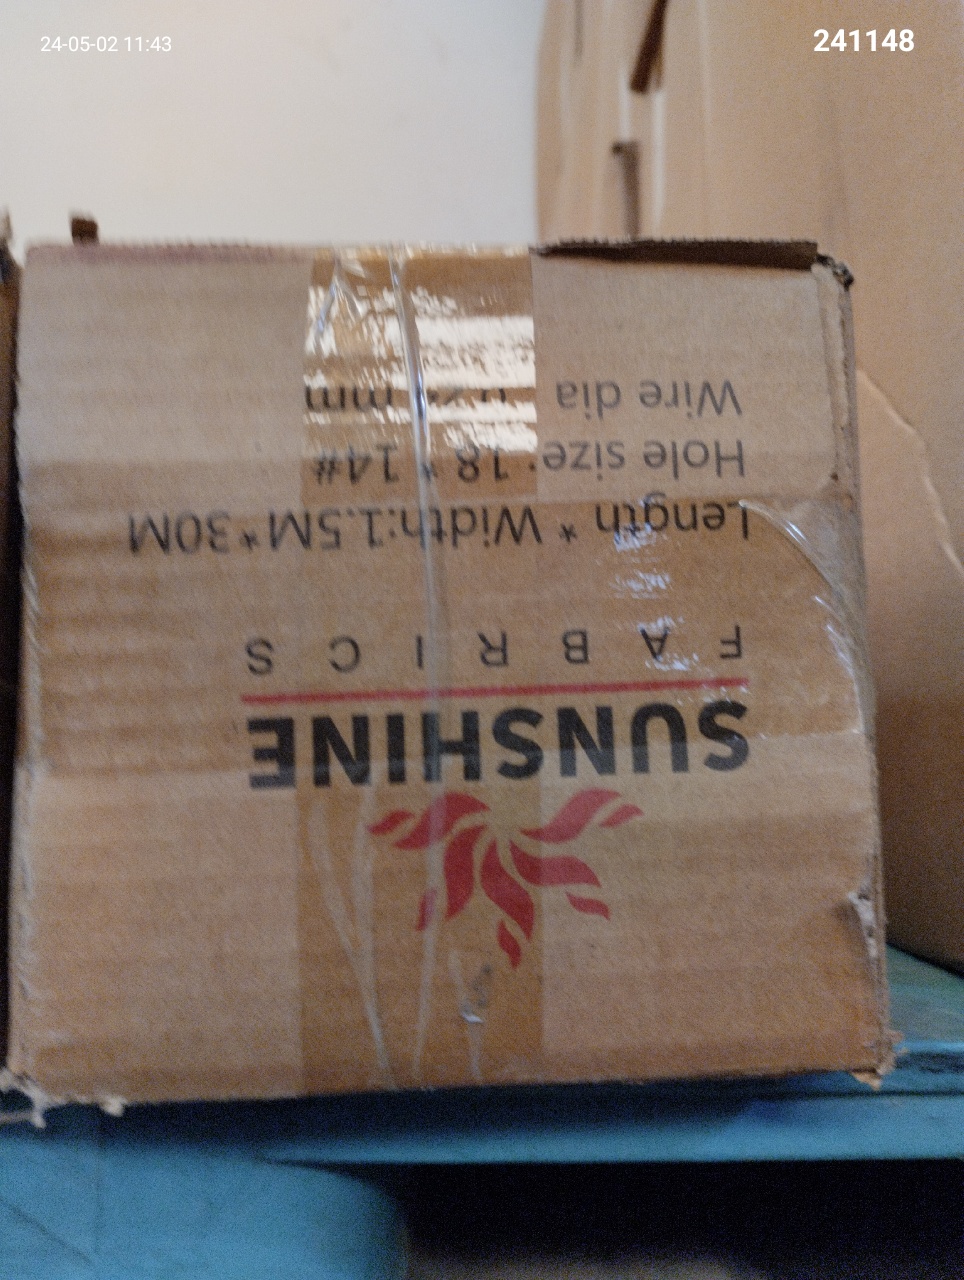 24-05-02 11:43
241148
SUNSHINE
FABRICS
Length * Width:1.5M*30M
Hole size: 18 * 14#
Wire dia mm